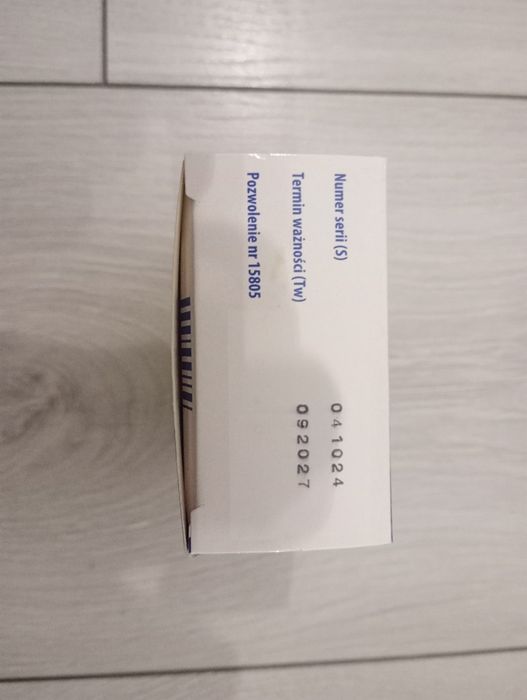 Numer serii (S) 041024
Termin ważności (Tw) 092027
Pozwolenie nr 15805